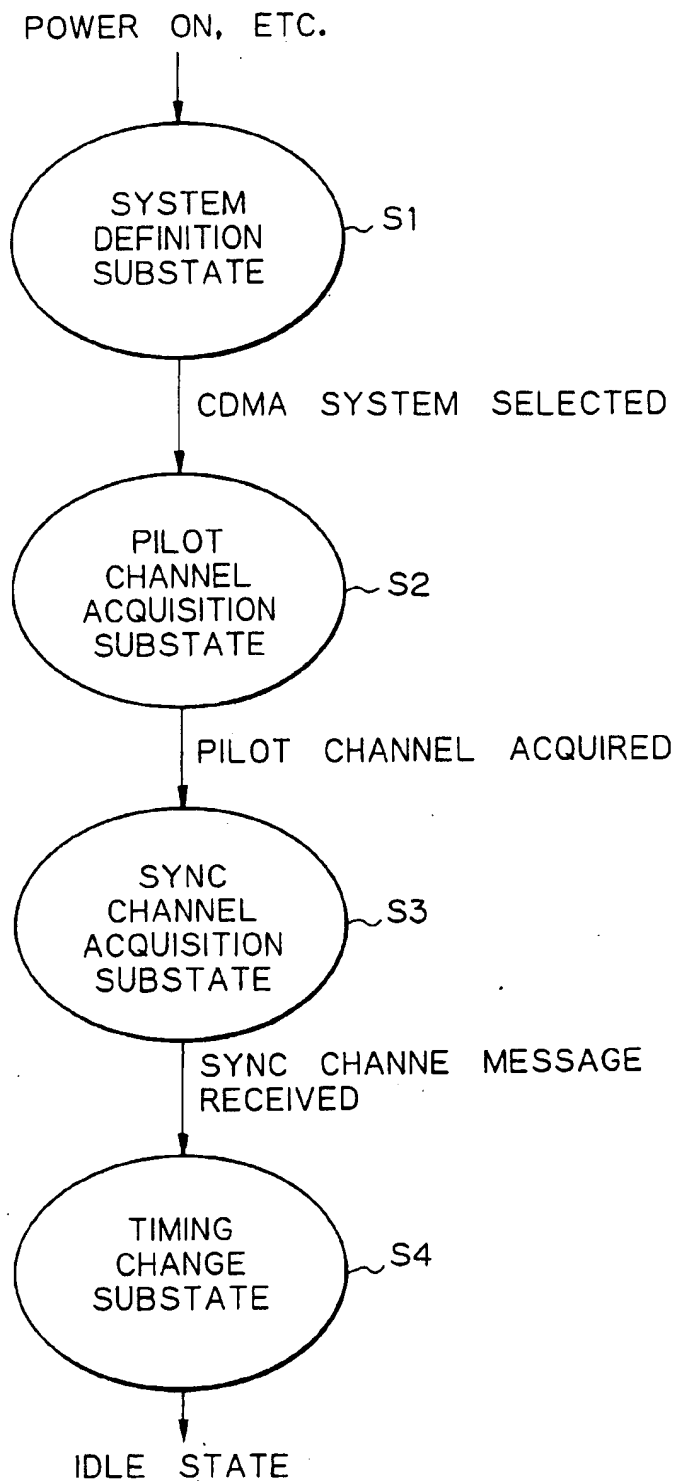 POWER ON, ETC.
SYSTEM
DEFINITION
SUBSTATE
S1
CDMA SYSTEM SELECTED
PILOT
CHANNEL
ACQUISITION
SUBSTATE
S2
PILOT CHANNEL ACQUIRED
SYNC
CHANNEL
ACQUISITION
SUBSTATE
S3
SYNC CHANNE MESSAGE
RECEIVED
TIMING
CHANGE
SUBSTATE
S4
IDLE STATE